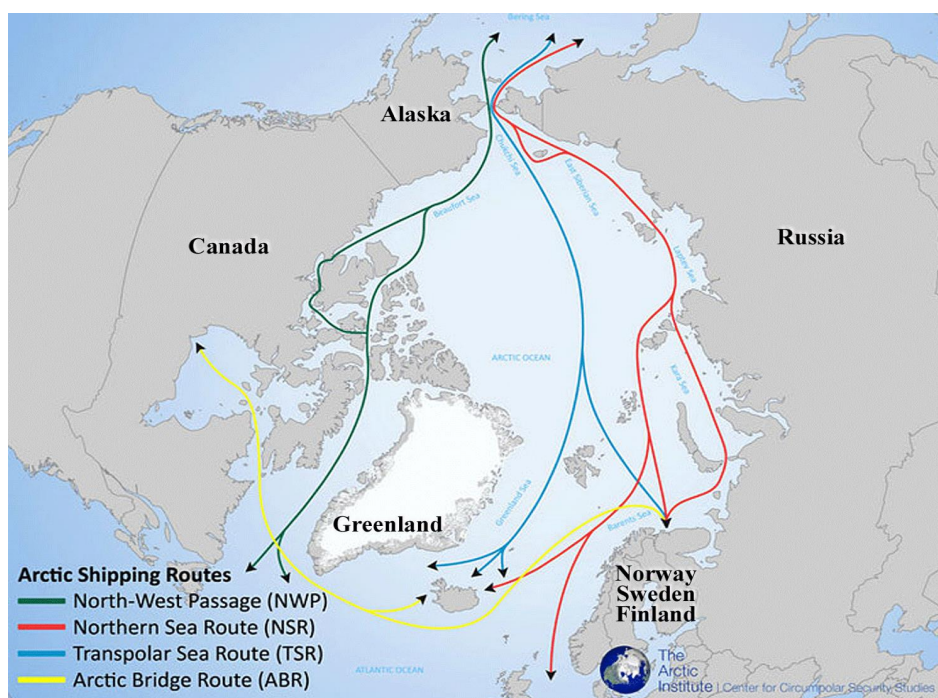 Bering Sea
Alaska
Chukchi Sea
East Siberian Sea
Beaufort Sea
Canada
Russia
Laptev Sea
ARCTIC OCEAN
Kara Sea
Greenland Sea
Barents Sea
Greenland
Norway
Sweden
Finland
ATLANTIC OCEAN
Arctic Shipping Routes
North-West Passage (NWP)
Northern Sea Route (NSR)
Transpolar Sea Route (TSR)
Arctic Bridge Route (ABR)
The
Arctic
Institute | Center for Circumpolar Security Studies